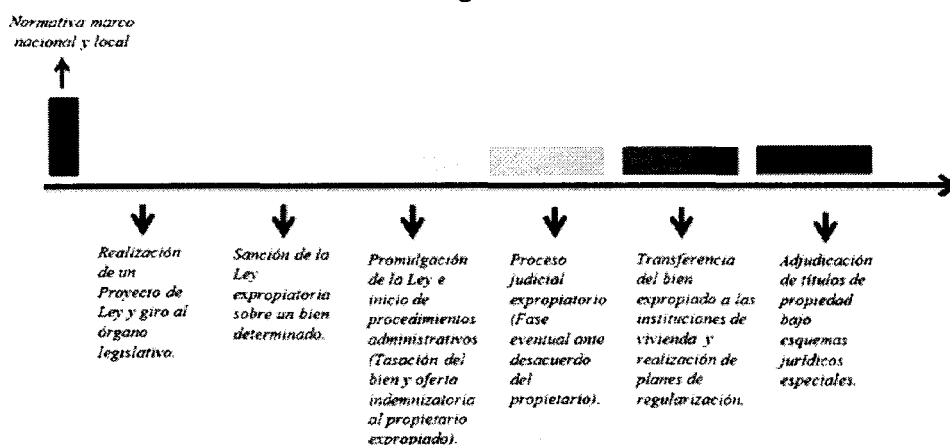 Normativa marco
nacional y local
Realización
de un
Proyecto de
Ley y giro al
órgano
legislativo.
Sanción de la
Ley
expropiatoria
sobre un bien
determinado.
Promulgación
de la Ley e
inicio de
procedimientos
administrativos
(Tasación del
bien y oferta
indemnizatoria
al propietario
expropiado).
Proceso
judicial
expropiatorio
(Fase
eventual ante
desacuerdo
del
propietario).
Transferencia
del bien
expropiado a las
instituciones de
vivienda y
realización de
planes de
regularización.
Adjudicación
de títulos de
propiedad
bajo
esquemas
jurídicos
especiales.